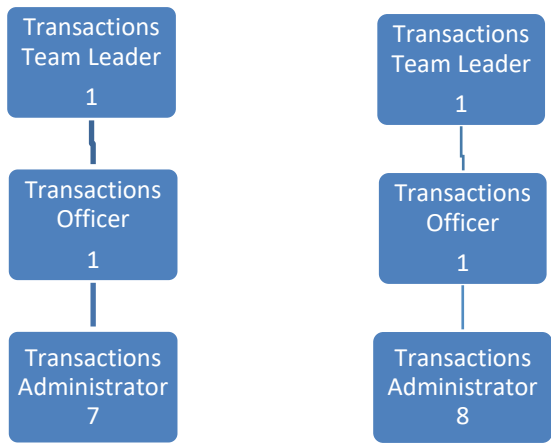 Transactions
Team Leader
1
Transactions
Officer
1
Transactions
Administrator
7
Transactions
Team Leader
1
Transactions
Officer
1
Transactions
Administrator
8